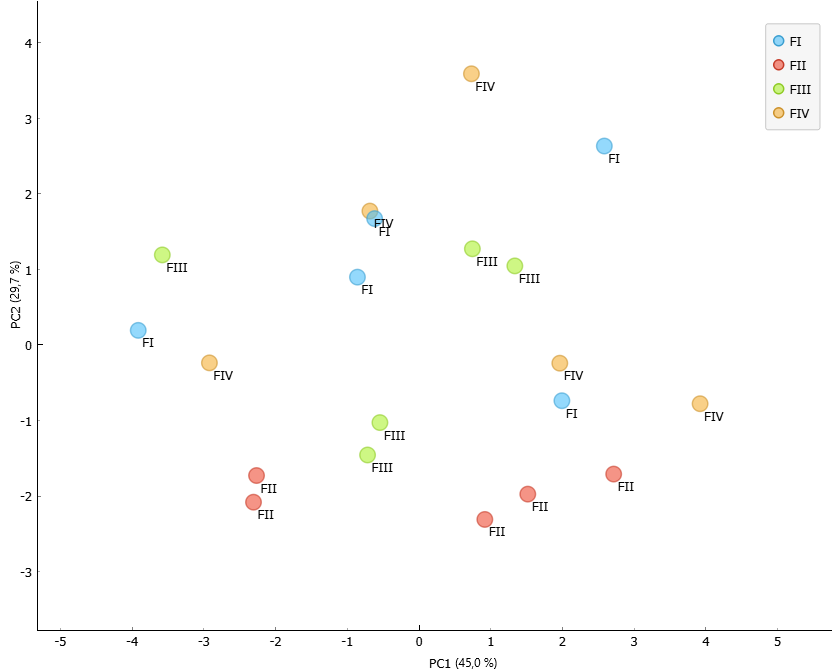 4
FIV
FI
FII
FIII
FIV
3
FI
2
FIV
FI
FIII
FIII
FIII
1
FI
PC2 (29,7 %)
FI
0
FIV
FIV
FI
FIV
-1
FIII
FIII
FII
FII
-2
FII
FII
FII
-3
-5 -4 -3 -2 -1 0 1 2 3 4 5
PC1 (45,0 %)